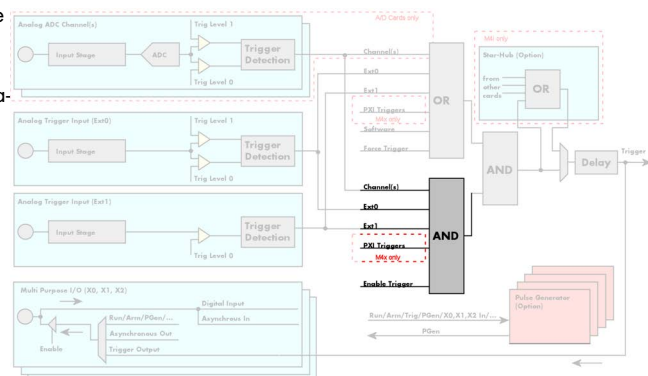 e
a-
A/D Cards only
Analog ADC Channel(s)
Trig Level 1
Input Stage
ADC
Trigger
Detection
Trig Level 0
Channel(s)
Ext0
Ext1
PXI Triggers
M4x only
Software
Force Trigger
OR
M4i only
Star-Hub (Option)
from
other
cards
OR
Analog Trigger Input (Ext0)
Trig Level 1
Input Stage
Trigger
Detection
Trig Level 0
AND
Delay
Trigger
Analog Trigger Input (Ext1)
Input Stage
Trigger
Detection
Trig Level 0
Channel(s)
Ext0
Ext1
PXI Triggers
M4x only
Enable Trigger
AND
Multi Purpose I/O (X0, X1, X2)
Digital Input
Run/Arm/PGen/...
Asynchrous In
Asynchronous Out
Enable
Trigger Output
Run/Arm/Trig/PGen/X0,X1,X2 In/...
PGen
Pulse Generator
(Option)